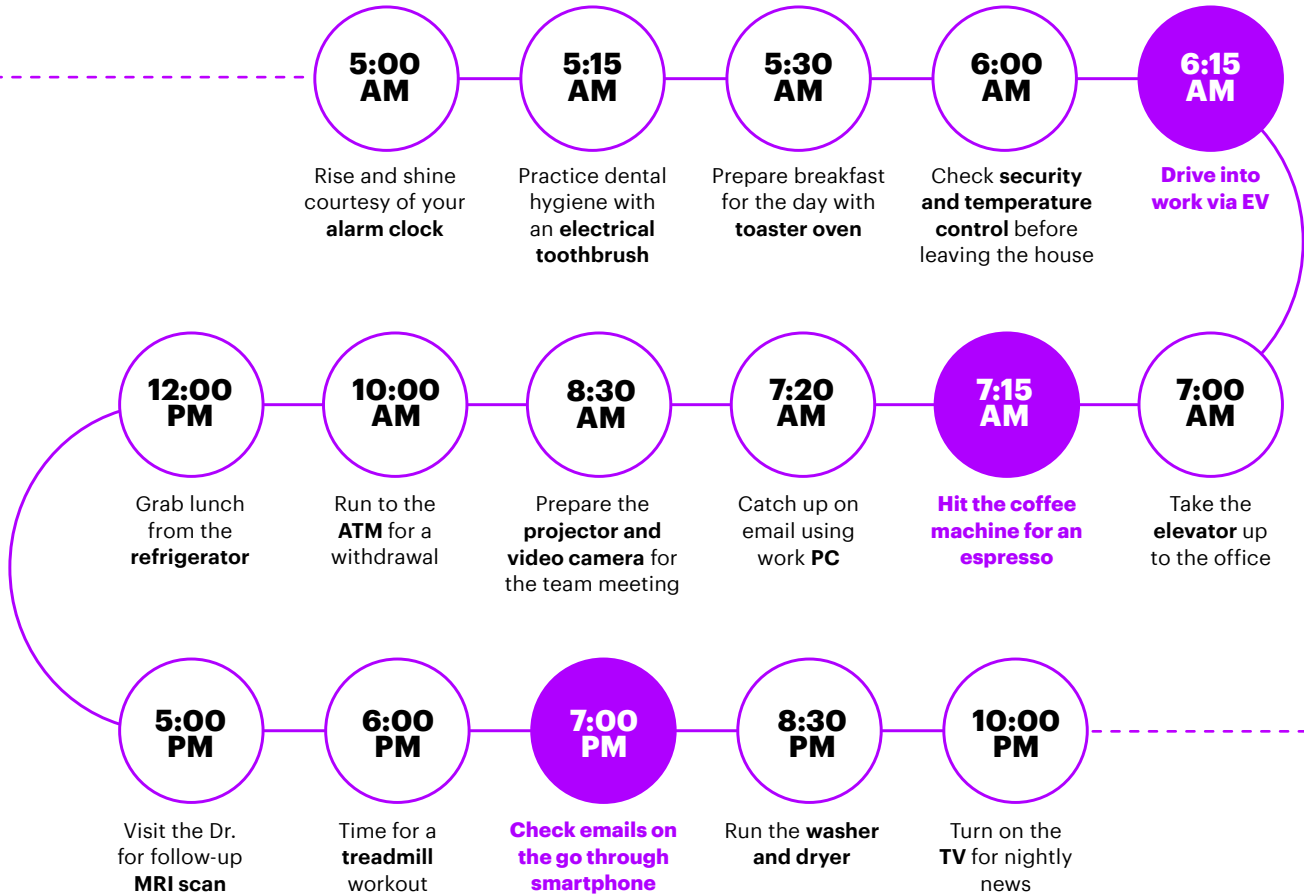 5:00
AM
Rise and shine
courtesy of your
alarm clock
5:15
AM
Practice dental
hygiene with
an electrical
toothbrush
5:30
AM
Prepare breakfast
for the day with
toaster oven
6:00
AM
Check security
and temperature
control before
leaving the house
6:15
AM
Drive into
work via EV
7:00
AM
Take the
elevator up
to the office
7:15
AM
Hit the coffee
machine for an
espresso
7:20
AM
Catch up on
email using
work PC
8:30
AM
Prepare the
projector and
video camera for
the team meeting
10:00
AM
Run to the
ATM for a
withdrawal
12:00
PM
Grab lunch
from the
refrigerator
5:00
PM
Visit the Dr.
for follow-up
MRI scan
6:00
PM
Time for a
treadmill
workout
7:00
PM
Check emails on
the go through
smartphone
8:30
PM
Run the washer
and dryer
10:00
PM
Turn on the
TV for nightly
news